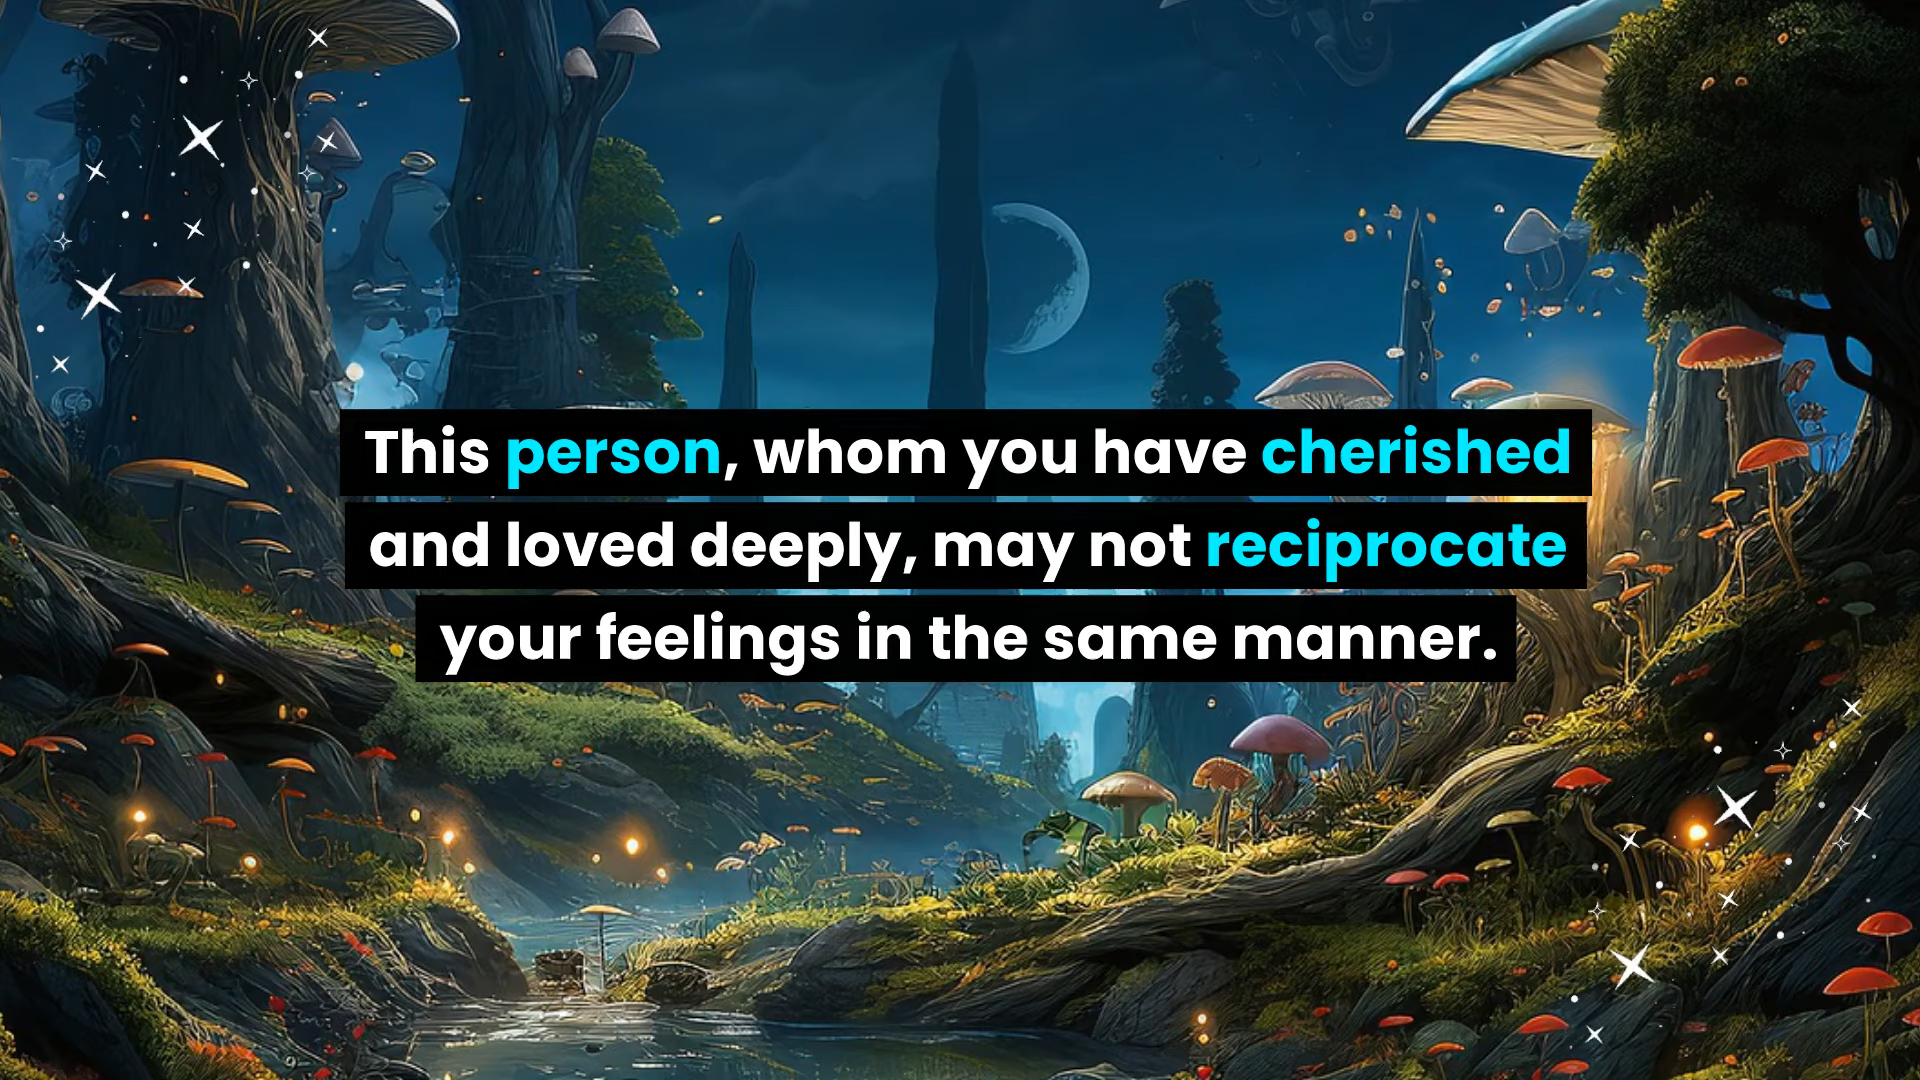 This person, whom you have cherished
and loved deeply, may not reciprocate
your feelings in the same manner.